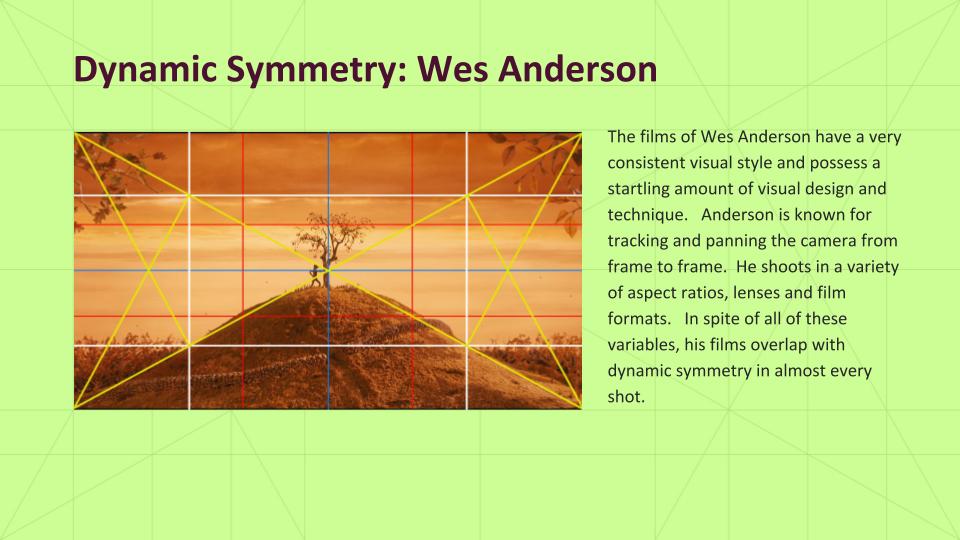 Dynamic Symmetry: Wes Anderson
The films of Wes Anderson have a very
consistent visual style and possess a
startling amount of visual design and
technique.   Anderson is known for
tracking and panning the camera from
frame to frame.  He shoots in a variety
of aspect ratios, lenses and film
formats.   In spite of all of these
variables, his films overlap with
dynamic symmetry in almost every
shot.